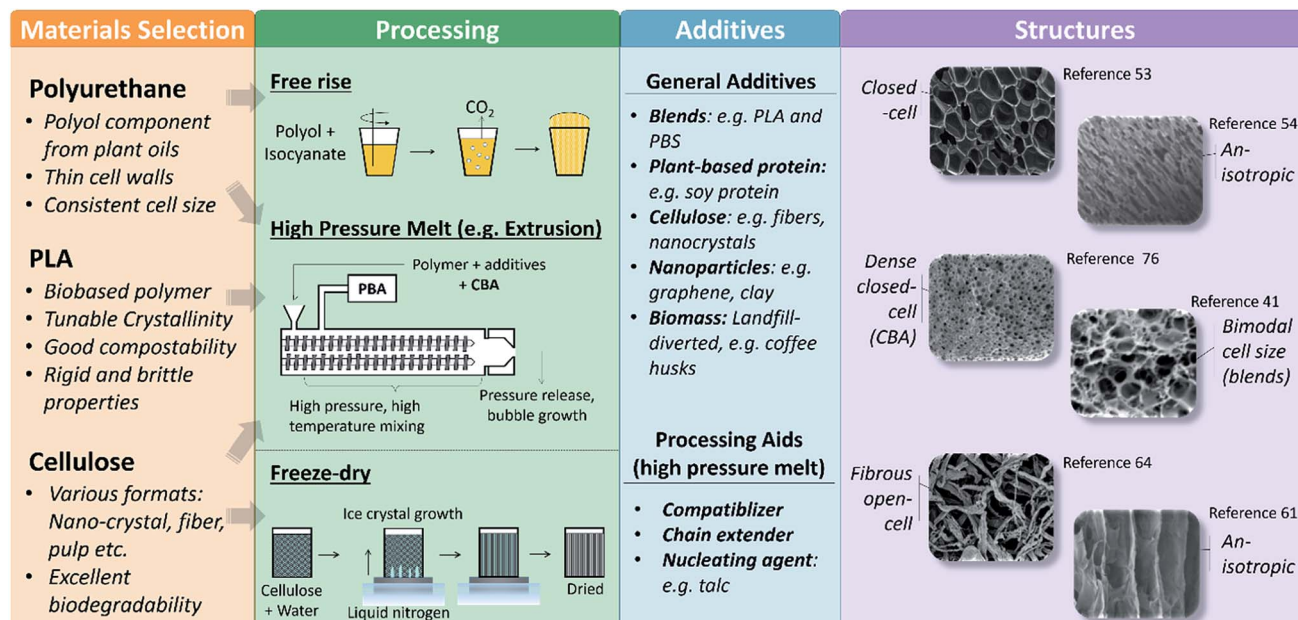 Materials Selection
Polyurethane
• Polyol component
from plant oils
• Thin cell walls
• Consistent cell size
PLA
• Biobased polymer
• Tunable Crystallinity
• Good compostability
• Rigid and brittle
properties
Cellulose
• Various formats:
Nano-crystal, fiber,
pulp etc.
• Excellent
biodegradability
Processing
Free rise
Polyol +
Isocyanate
CO2
High Pressure Melt (e.g. Extrusion)
Polymer + additives
+ CBA
PBA
High pressure, high
temperature mixing
Pressure release,
bubble growth
Freeze-dry
Ice crystal growth
Cellulose
+ Water
Liquid nitrogen
Dried
Additives
General Additives
• Blends: e.g. PLA and
PBS
• Plant-based protein:
e.g. soy protein
• Cellulose: e.g. fibers,
nanocrystals
• Nanoparticles: e.g.
graphene, clay
• Biomass: Landfill-
diverted, e.g. coffee
husks
Processing Aids
(high pressure melt)
• Compatiblizer
• Chain extender
• Nucleating agent:
e.g. talc
Structures
Closed
-cell
Reference 53
Reference 54
An-
isotropic
Dense
closed-
cell
(CBA)
Reference 76
Reference 41
Bimodal
cell size
(blends)
Fibrous
open-
cell
Reference 64
Reference 61
An-
isotropic